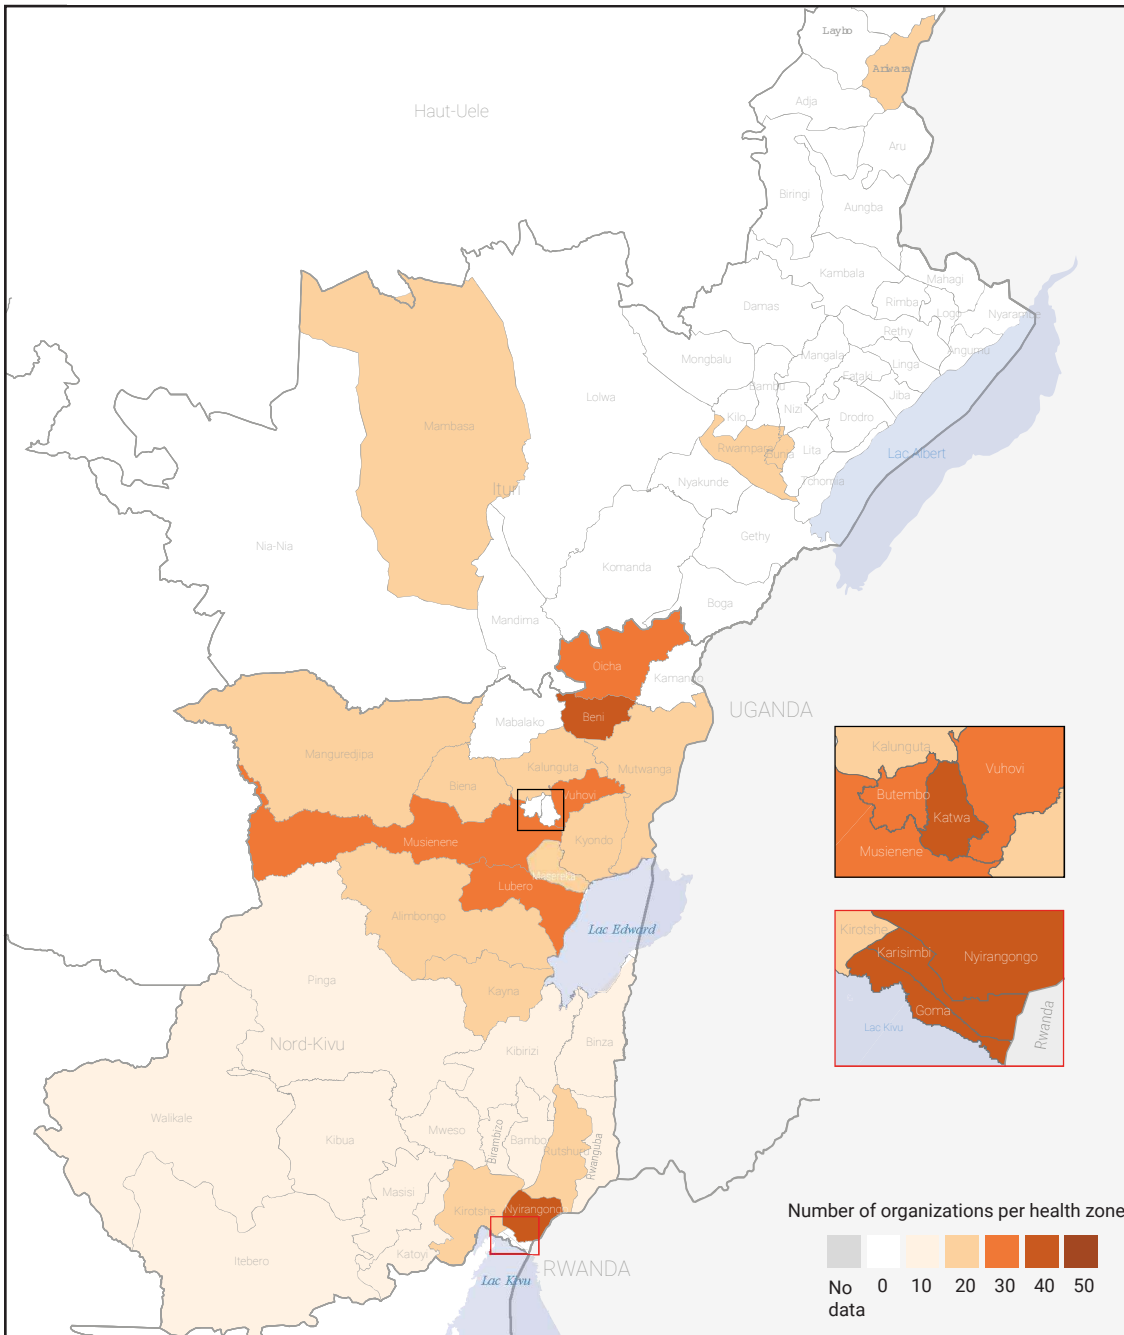 Laybo
Ariwara
Haut-Uele
Adja
Aru
Biringi
Aungba
Kambala
Mahagi
Damas
Rimba
Logo
Nyarambe
Rethy
Mongbalu
Mangala
Angumu
Linga
Fataki
Bambu
Jiba
Lolwa
Nizi
Kilo
Drodro
Mambasa
Rwampara
Bunia
Lita
Lac Albert
Nyakunde
Tchomia
Ituri
Gethy
Nia-Nia
Komanda
Boga
Mandima
Oicha
Kamango
UGANDA
Beni
Mabalako
Manguredjipa
Kalunguta
Mutwanga
Biena
Vuhovi
Musienene
Kyondo
Masereka
Lubero
Alimbongo
Lac Edward
Pinga
Kayna
Nord-Kivu
Kibirizi
Binza
Walikale
Kibua
Mweso
Birambizo
Bambo
Rutshuru
Rwanguba
Masisi
Kirotshe
Nyirangongo
Katoyi
Itebero
RWANDA
Lac Kivu
Kalunguta
Vuhovi
Butembo
Katwa
Musienene
Kirotshe
Karisimbi
Nyirangongo
Goma
Lac Kivu
Rwanda
Number of organizations per health zone
No data
0 10 20 30 40 50